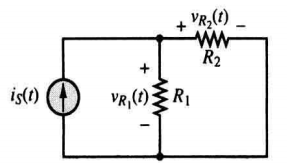 + v_{R_2}(t) −
R_2
+
i_S(t)
v_{R_1}(t)
R_1
−